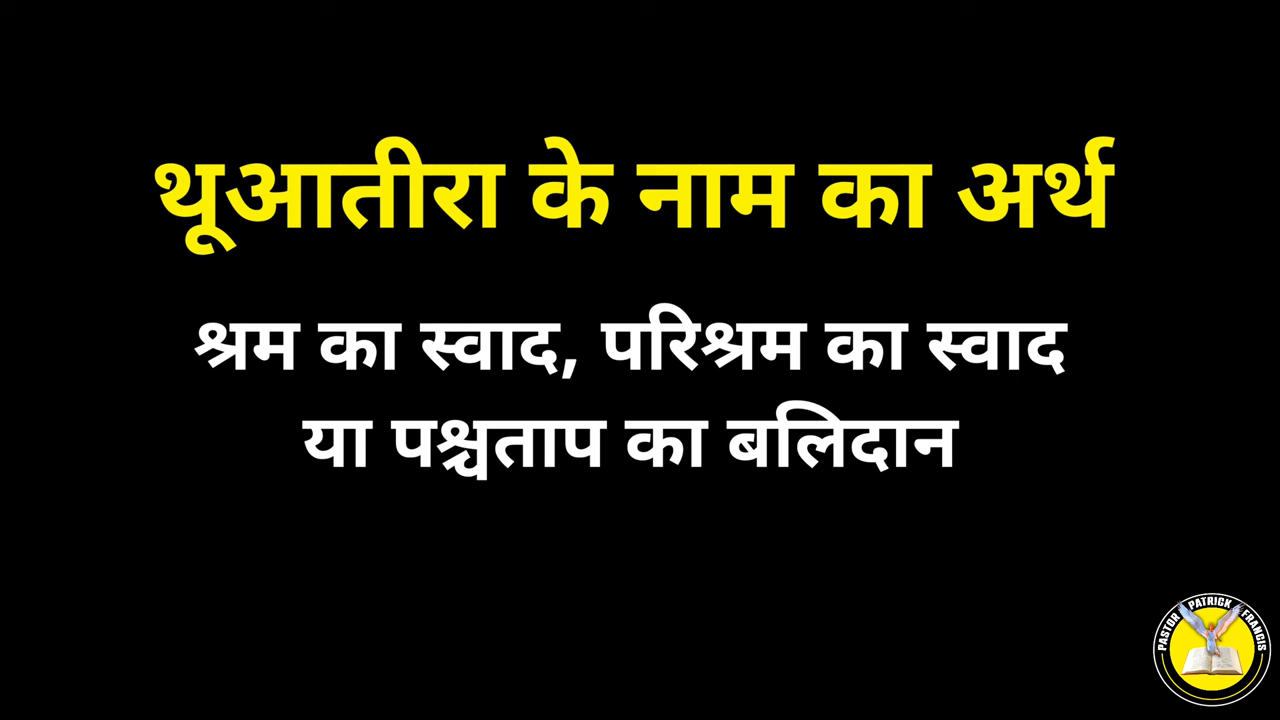 थूआतीरा के नाम का अर्थ
श्रम का स्वाद, परिश्रम का स्वाद
या पश्चताप का बलिदान
PASTOR PATRICK FRANCIS